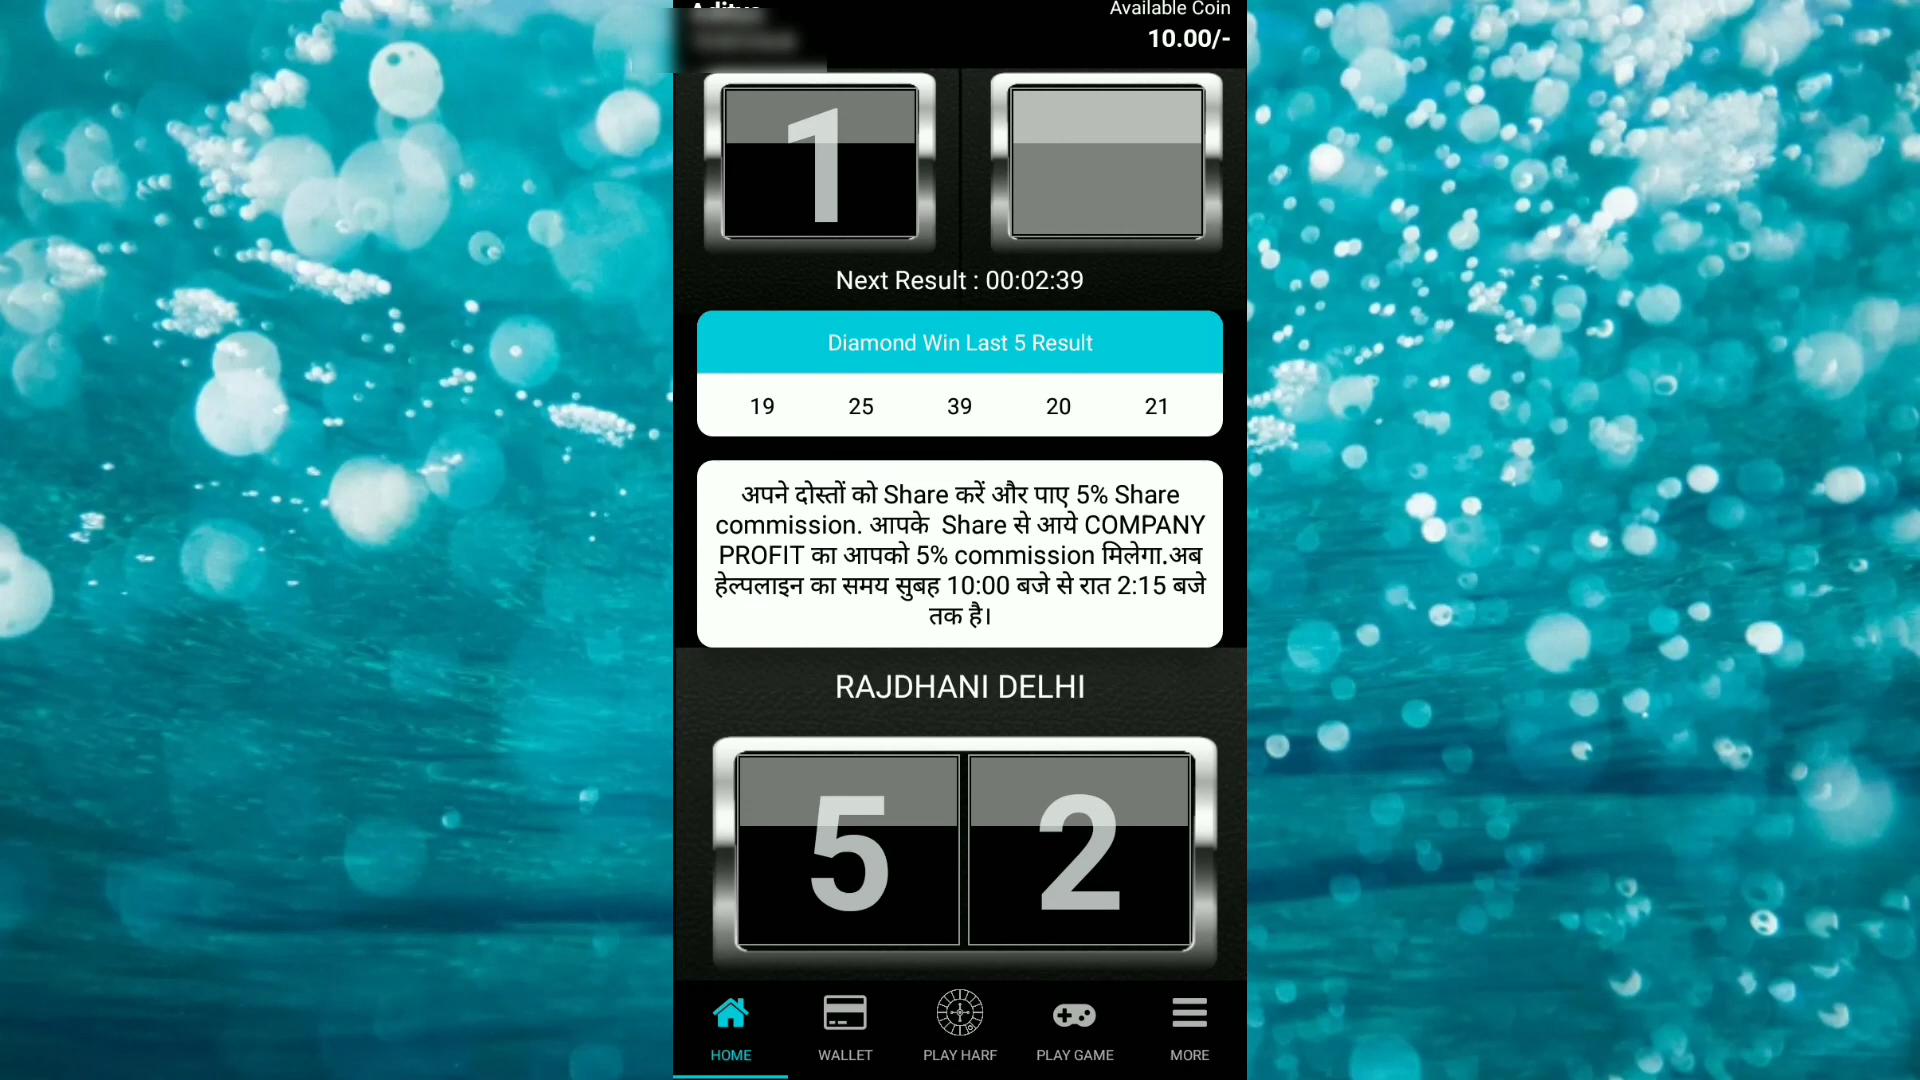 Available Coin
10.00/-
1
Next Result : 00:02:39
Diamond Win Last 5 Result
19 25 39 20 21
अपने दोस्तों को Share करें और पाए 5% Share
commission. आपके Share से आये COMPANY
PROFIT का आपको 5% commission मिलेगा.अब
हेल्पलाइन का समय सुबह 10:00 बजे से रात 2:15 बजे
तक है।
RAJDHANI DELHI
5 2
HOME WALLET PLAY HARF PLAY GAME MORE